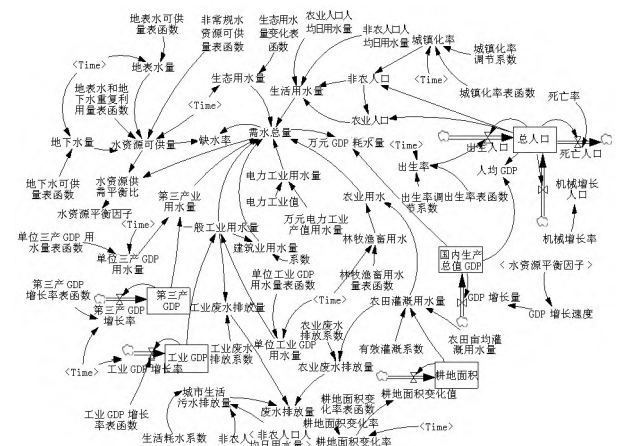 地表水可供
量表函数
非常规水
资源可供
量表函数
生态用水
量变化表
函数
农业人口人
均日用水量
非农人口人
均日用水量
城镇化率
城镇化率
调节系数
<Time>
地表水量
生态用水量
生活用水量
非农人口
<Time>
城镇化率表函数
死亡率
地表水和地
下水重复利
用量表函数
<Time>
农业人口
地下水量
水资源可供量
缺水率
需水总量
万元GDP 耗水量
<Time>
出生人口
总人口
死亡人口
出生率
人均GDP
地下水可供
量表函数
水资源供
需平衡比
第三产业
用水量
电力工业用水量
电力工业值
农业用水
出生率调
节系数
出生率表函数
机械增长
人口
水资源平衡因子
<Time>
一般工业用水量
万元电力工业
产值用水量
林牧渔畜用水
机械增长率
单位三产GDP 用
水量表函数
单位三产GDP
用水量
建筑业用水量
系数
国内生产
总值GDP
<水资源平衡因子>
第三产GDP
增长率表函数
第三产
GDP
第三产GDP
增长率
单位工业GDP
用水量表函数
林牧渔畜用水
量表函数
<Time>
农田灌溉用水量
GDP 增长量
GDP 增长速度
工业废水排放量
农业废水
排放系数
单位工业GDP
用水量
有效灌溉系数
农田亩均灌
溉用水量
工业GDP
工业GDP 增长率
工业废水
排放系数
<Time>
农业废水排放量
耕地面积
耕地面积变化值
工业GDP 增长
率表函数
城市生活
污水排放量
废水排放量
耕地面积变
化率表函数
耕地面积变化率
<Time>
生活耗水系数
非农人
<非农人口人
均日用水量>
耕地面积变化率